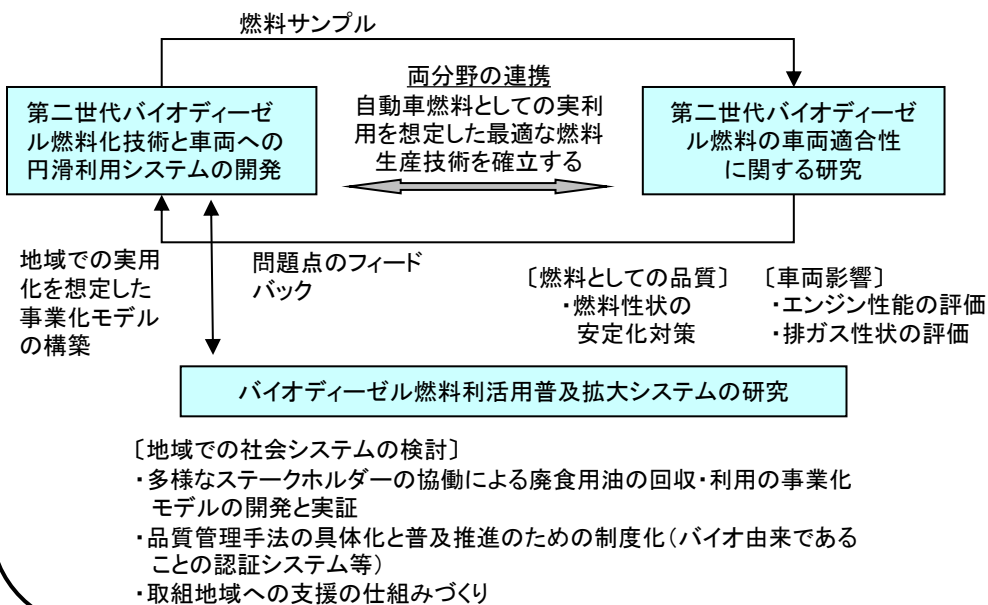 燃料サンプル
両分野の連携
自動車燃料としての実利
用を想定した最適な燃料
生産技術を確立する
第二世代バイオディーゼ
ル燃料化技術と車両への
円滑利用システムの開発
第二世代バイオディーゼ
ル燃料の車両適合性
に関する研究
地域での実用
化を想定した
事業化モデル
の構築
問題点のフィード
バック
〔燃料としての品質〕
・燃料性状の
安定化対策
〔車両影響〕
・エンジン性能の評価
・排ガス性状の評価
バイオディーゼル燃料利活用普及拡大システムの研究
〔地域での社会システムの検討〕
・多様なステークホルダーの協働による廃食用油の回収・利用の事業化
モデルの開発と実証
・品質管理手法の具体化と普及推進のための制度化（バイオ由来である
ことの認証システム等）
・取組地域への支援の仕組みづくり